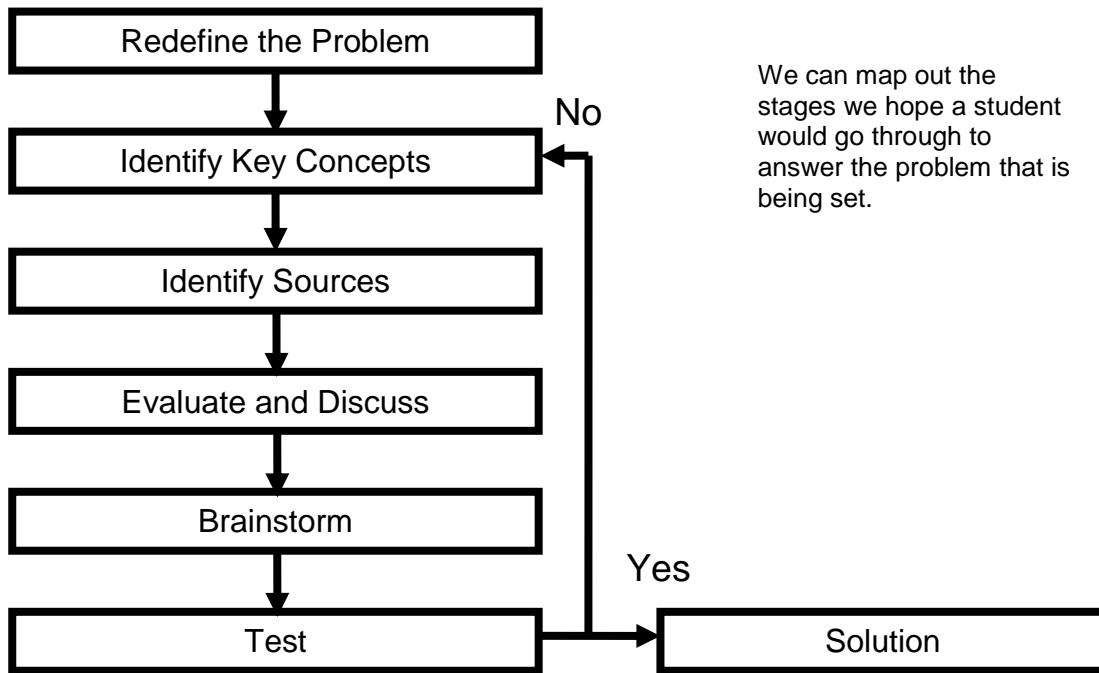 Redefine the Problem
We can map out the
stages we hope a student
would go through to
answer the problem that is
being set.
No
Identify Key Concepts
Identify Sources
Evaluate and Discuss
Brainstorm
Yes
Test
Solution